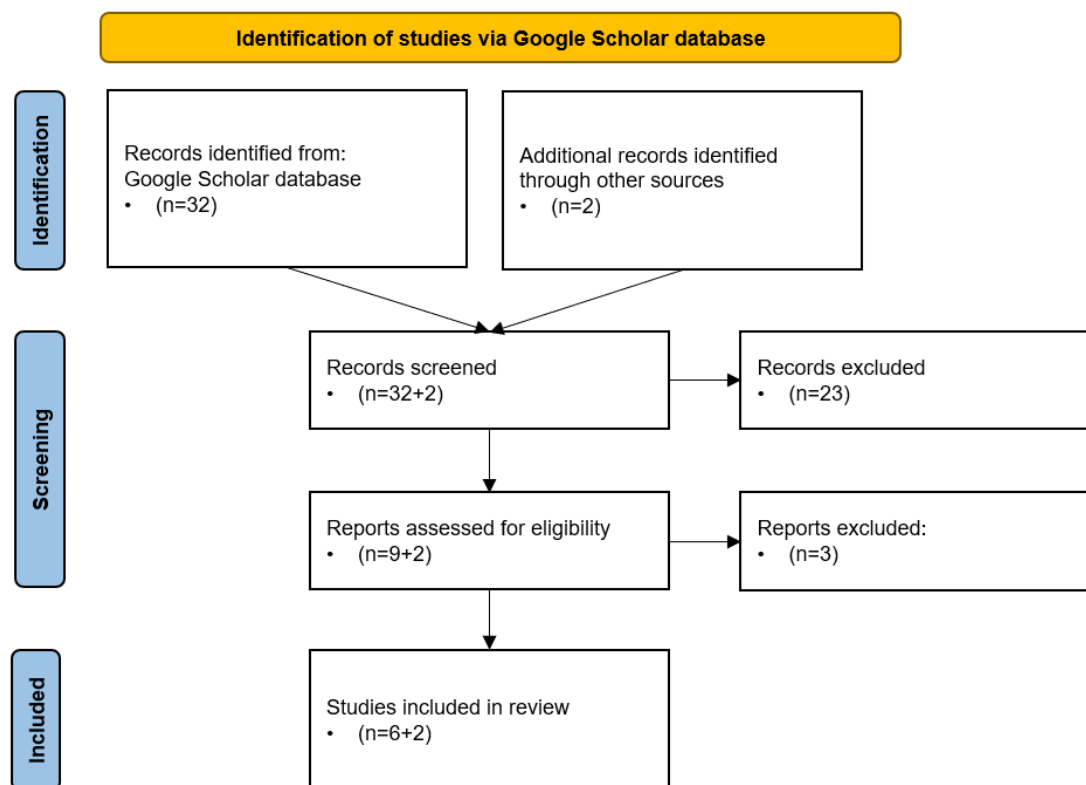 Identification of studies via Google Scholar database
Identification
Records identified from:
Google Scholar database
• (n=32)
Additional records identified
through other sources
• (n=2)
Screening
Records screened
• (n=32+2)
Records excluded
• (n=23)
Reports assessed for eligibility
• (n=9+2)
Reports excluded:
• (n=3)
Included
Studies included in review
• (n=6+2)